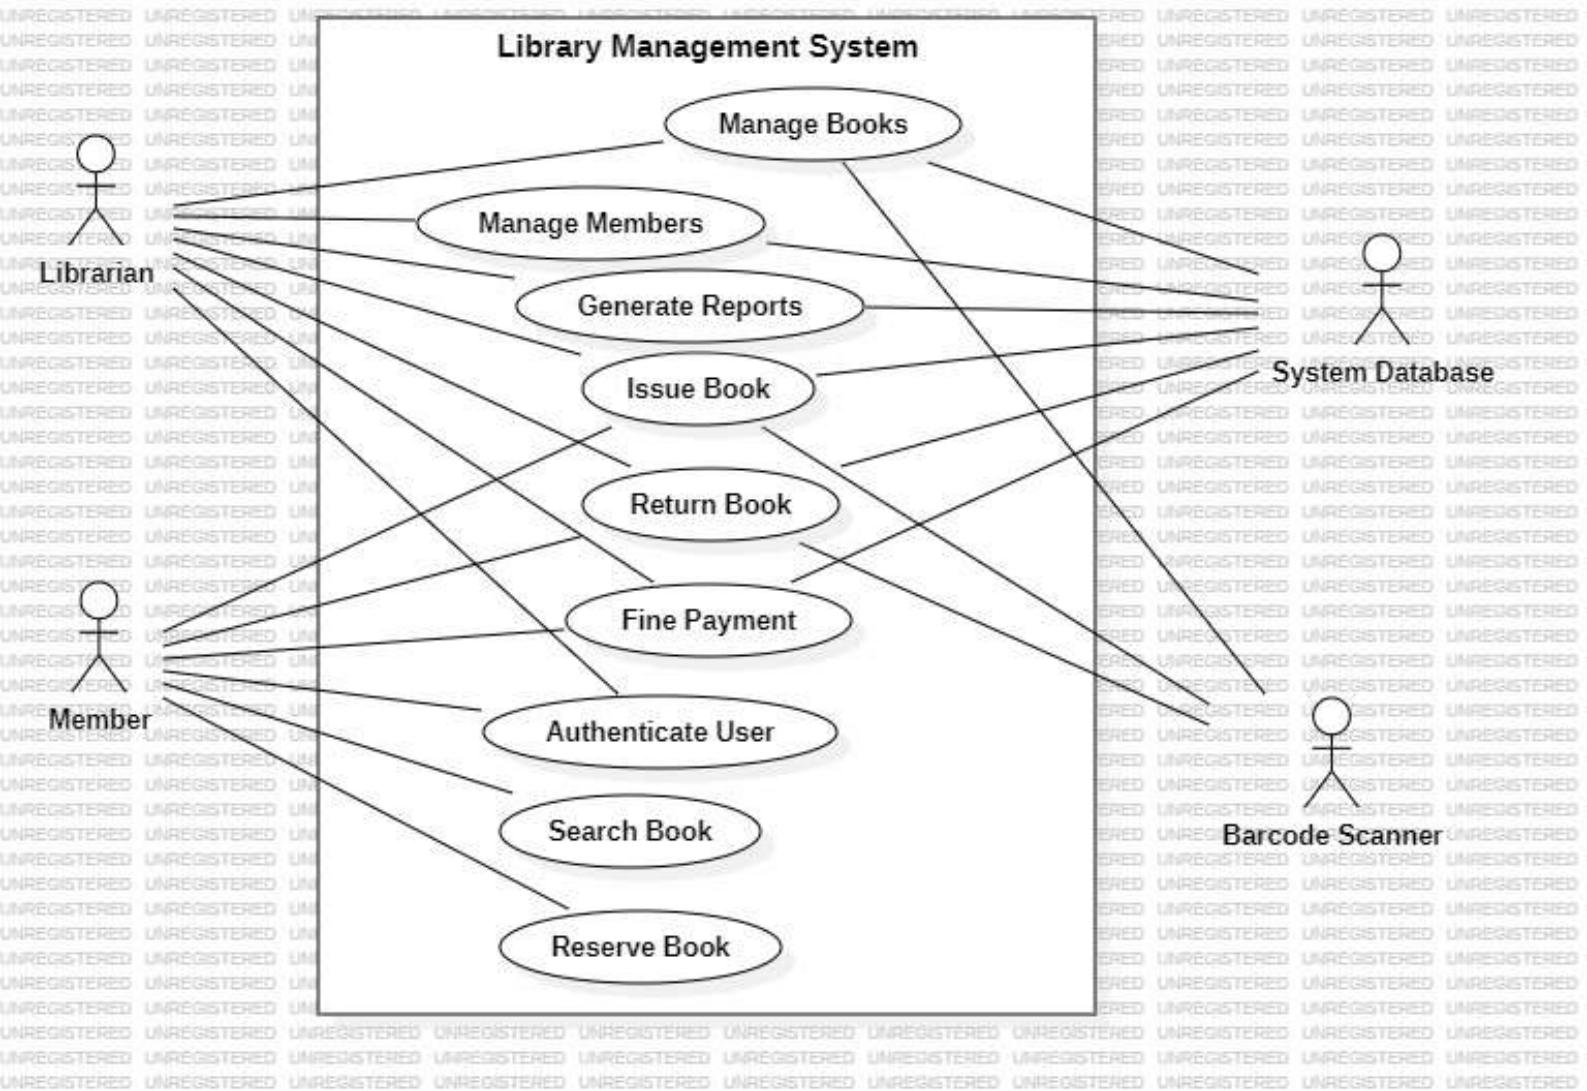 Library Management System
Manage Books
Manage Members
Librarian
Generate Reports
System Database
Issue Book
Return Book
Fine Payment
Member
Authenticate User
Search Book
Barcode Scanner
Reserve Book
UNREGISTERED